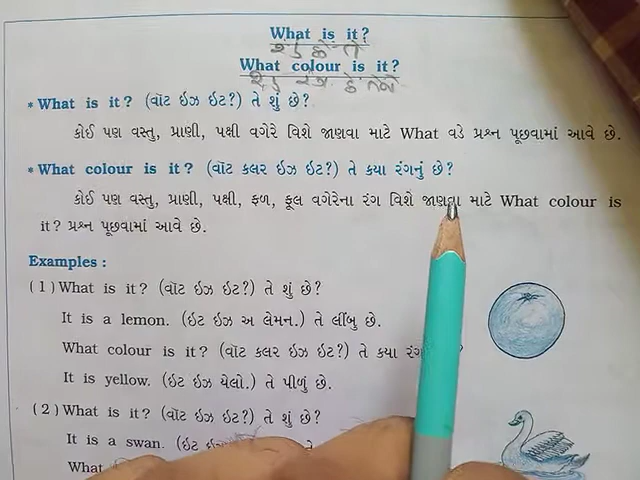 What is it?
શું છે તે
What colour is it?
શું રંગ છે તેનો
* What is it? (વૉટ ઇઝ ઇટ?) તે શું છે?
કોઈ પણ વસ્તુ, પ્રાણી, પક્ષી વગેરે વિશે જાણવા માટે What વડે પ્રશ્ન પૂછવામાં આવે છે.
* What colour is it? (વૉટ કલર ઇઝ ઇટ?) તે કયા રંગનું છે?
કોઈ પણ વસ્તુ, પ્રાણી, પક્ષી, ફળ, ફૂલ વગેરેના રંગ વિશે જાણવા માટે What colour is
it? પ્રશ્ન પૂછવામાં આવે છે.
Examples :
(1) What is it? (વૉટ ઇઝ ઇટ?) તે શું છે?
It is a lemon. (ઇટ ઇઝ અ લેમન.) તે લીંબુ છે.
What colour is it? (વૉટ કલર ઇઝ ઇટ?) તે કયા
It is yellow. (ઇટ ઇઝ યેલો.) તે પીળું છે.
(2) What is it? (વૉટ ઇઝ ઇટ?) તે શું છે?
It is a swan. (ઇટ
What